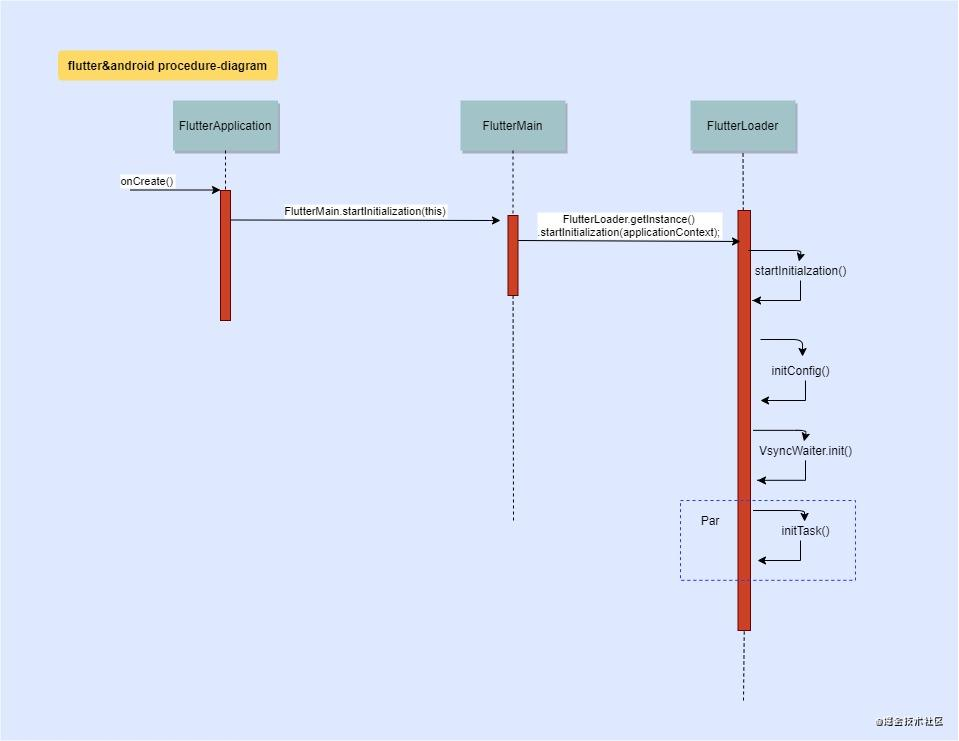 flutter&android procedure-diagram
FlutterApplication
FlutterMain
FlutterLoader
onCreate()
FlutterMain.startInitialization(this)
FlutterLoader.getInstance()
.startInitialization(applicationContext);
startInitialzation()
initConfig()
VsyncWaiter.init()
Par
initTask()
@掘金技术社区